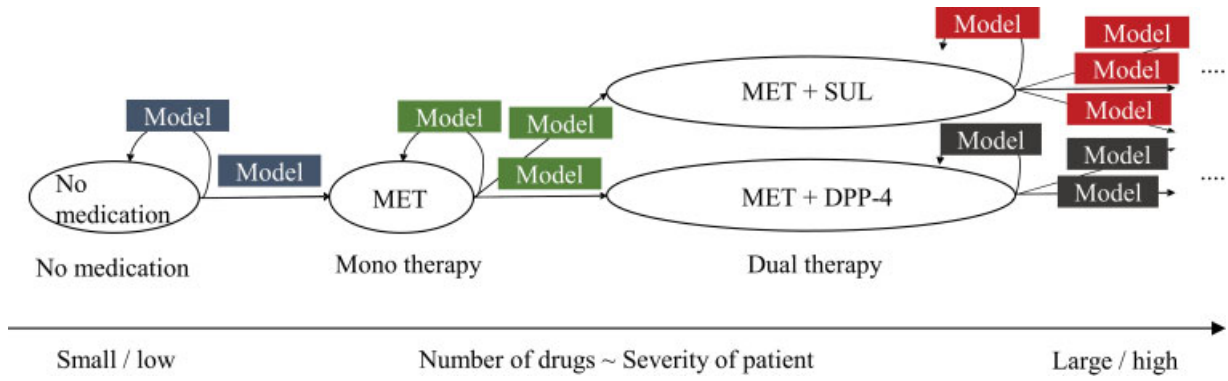 Model
Model
Model
....
Model
MET + SUL
Model
Model
Model
Model
Model
Model
Model
Model
Model
....
No
medication
MET
MET + DPP-4
No medication
Mono therapy
Dual therapy
Small / low
Number of drugs ~ Severity of patient
Large / high